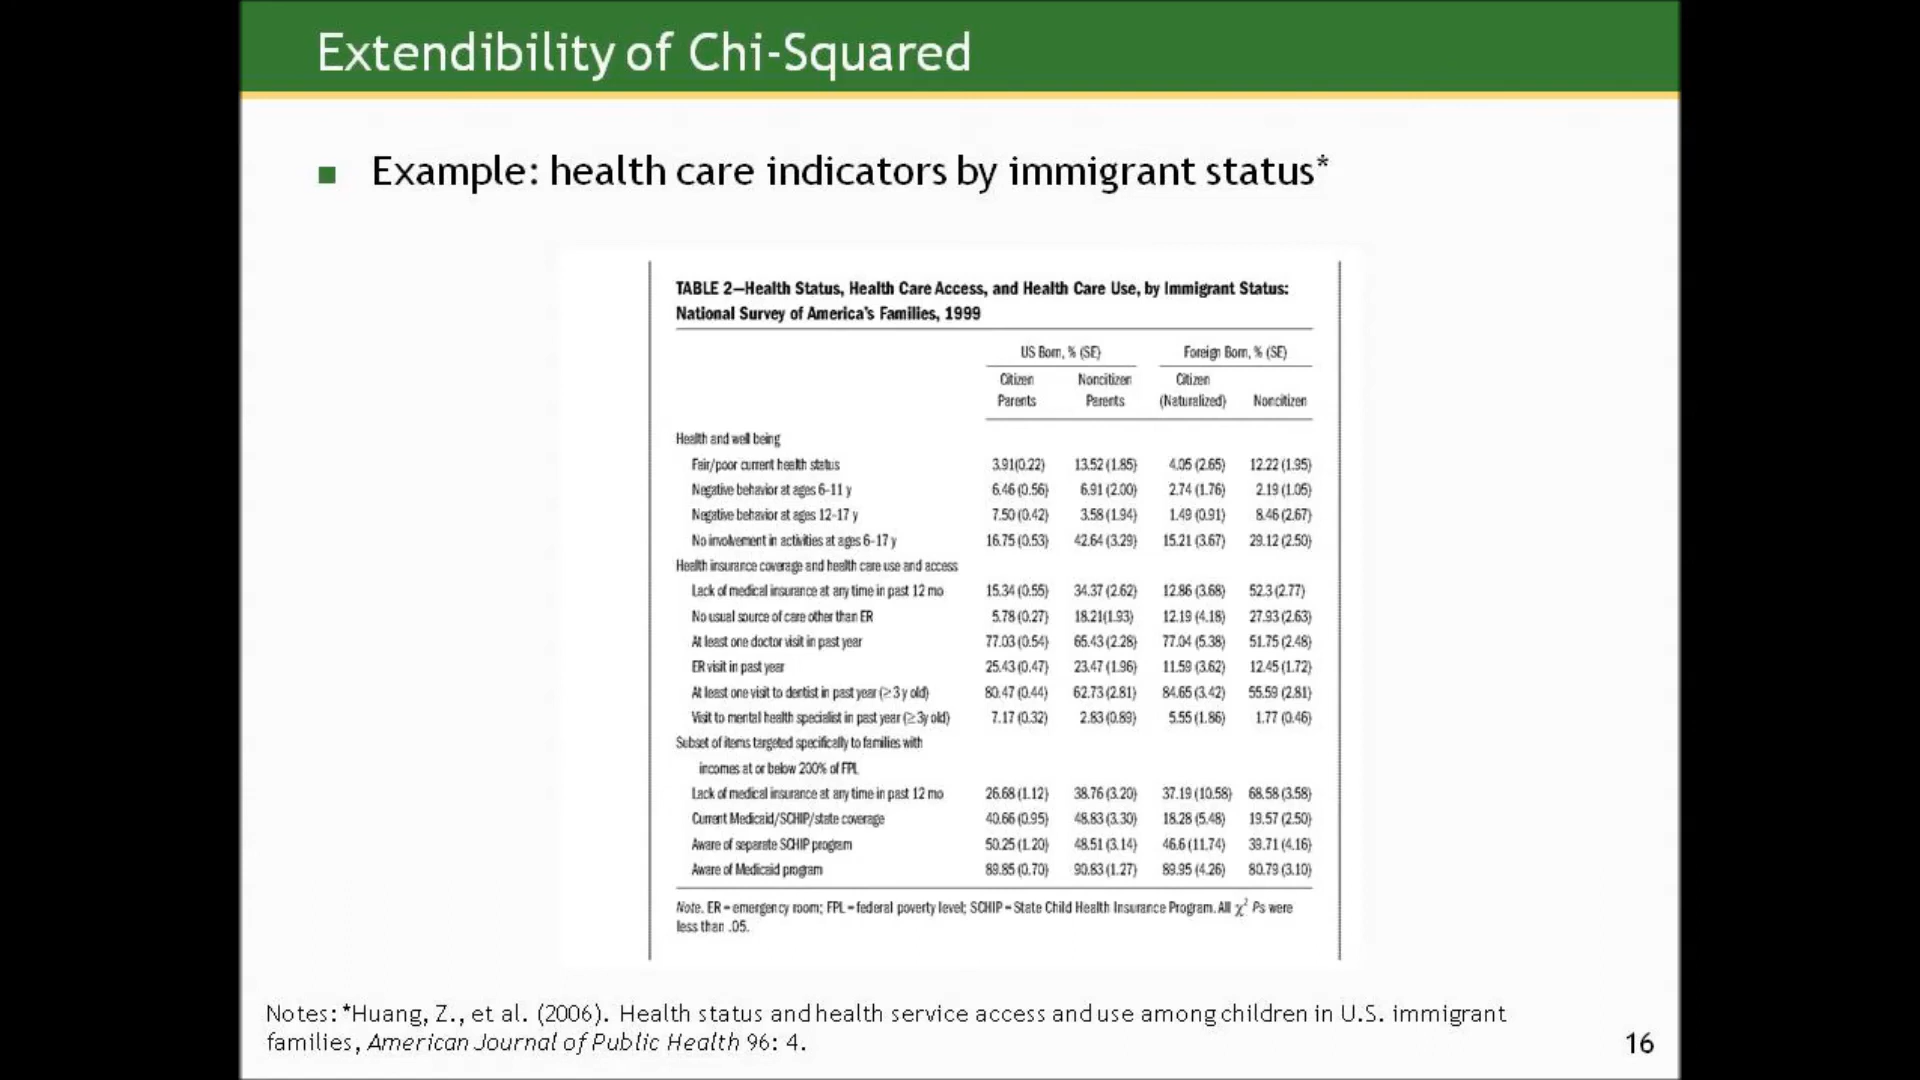 Extendibility of Chi-Squared
Example: health care indicators by immigrant status*
TABLE 2—Health Status, Health Care Access, and Health Care Use, by Immigrant Status:
National Survey of America's Families, 1999
US Born, % (SE) Foreign Born, % (SE)
Citizen Noncitizen Citizen
Parents Parents (Naturalized) Noncitizen
Health and well being
Fair/poor current health status 3.91(0.22) 13.52 (1.85) 4.05 (2.65) 12.22 (1.95)
Negative behavior at ages 6-11 y 6.46 (0.56) 6.91 (2.00) 2.74 (1.76) 2.19 (1.05)
Negative behavior at ages 12-17 y 7.50 (0.42) 3.58 (1.94) 1.49 (0.91) 8.46 (2.67)
No involvement in activities at ages 6-17 y 16.75 (0.53) 42.64 (3.29) 15.21 (3.67) 29.12 (2.50)
Health insurance coverage and health care use and access
Lack of medical insurance at any time in past 12 mo 15.34 (0.55) 34.37 (2.62) 12.86 (3.68) 52.3 (2.77)
No usual source of care other than ER 5.78 (0.27) 18.21(1.93) 12.19 (4.18) 27.93 (2.63)
At least one doctor visit in past year 77.03 (0.54) 65.43 (2.28) 77.04 (5.38) 51.75 (2.48)
ER visit in past year 25.43 (0.47) 23.47 (1.96) 11.59 (3.62) 12.45 (1.72)
At least one visit to dentist in past year (≥3 y old) 80.47 (0.44) 62.73 (2.81) 84.65 (3.42) 55.59 (2.81)
Visit to mental health specialist in past year (≥3y old) 7.17 (0.32) 2.83 (0.89) 5.55 (1.86) 1.77 (0.46)
Subset of items targeted specifically to families with
incomes at or below 200% of FPL
Lack of medical insurance at any time in past 12 mo 26.68 (1.12) 38.76 (3.20) 37.19 (10.58) 68.58 (3.58)
Current Medicaid/SCHIP/state coverage 40.66 (0.95) 48.83 (3.30) 18.28 (5.48) 19.57 (2.50)
Aware of separate SCHIP program 50.25 (1.20) 48.51 (3.14) 46.6 (11.74) 39.71 (4.16)
Aware of Medicaid program 89.85 (0.70) 90.83 (1.27) 89.95 (4.26) 80.79 (3.10)
Note. ER = emergency room; FPL = federal poverty level; SCHIP = State Child Health Insurance Program. All χ² Ps were
less than .05.
Notes: *Huang, Z., et al. (2006). Health status and health service access and use among children in U.S. immigrant
families, American Journal of Public Health 96: 4.
16